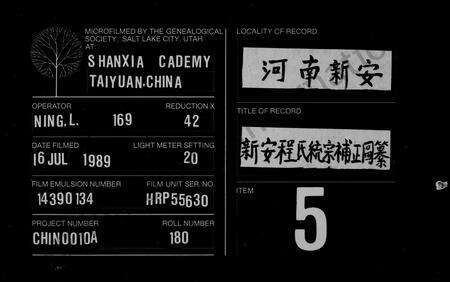 MICROFILMED BY THE GENEALOGICAL
SOCIETY, SALT LAKE CITY, UTAH
AT:
SHANXIA CADEMY
TAIYUAN.CHINA
OPERATOR
REDUCTION X
NING.L. 169
42
DATE FILMED
LIGHT METER SETTING
16 JUL 1989
20
FILM EMULSION NUMBER
FILM UNIT SER. NO.
14390134
HRP55630
PROJECT NUMBER
ROLL NUMBER
CHIN0010A
180
LOCALITY OF RECORD
河南新安
TITLE OF RECORD
新安程氏統宗補正圖纂
ITEM
5